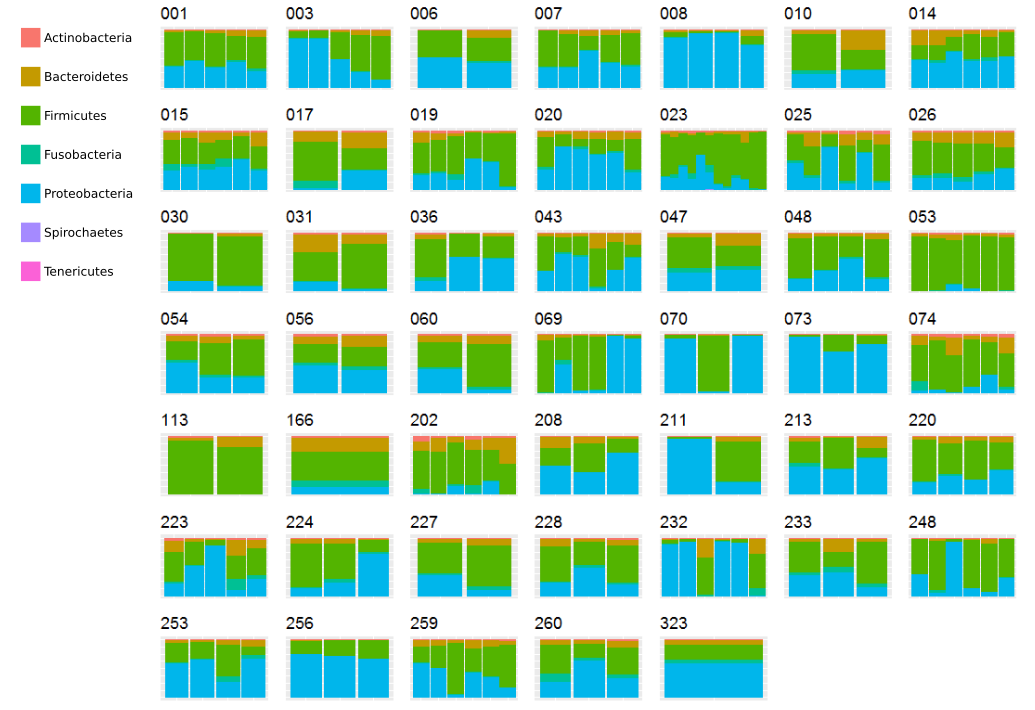 001 003 006 007 008 010 014
Actinobacteria
Bacteroidetes
Firmicutes
Fusobacteria
Proteobacteria
Spirochaetes
Tenericutes
015 017 019 020 023 025 026
030 031 036 043 047 048 053
054 056 060 069 070 073 074
113 166 202 208 211 213 220
223 224 227 228 232 233 248
253 256 259 260 323